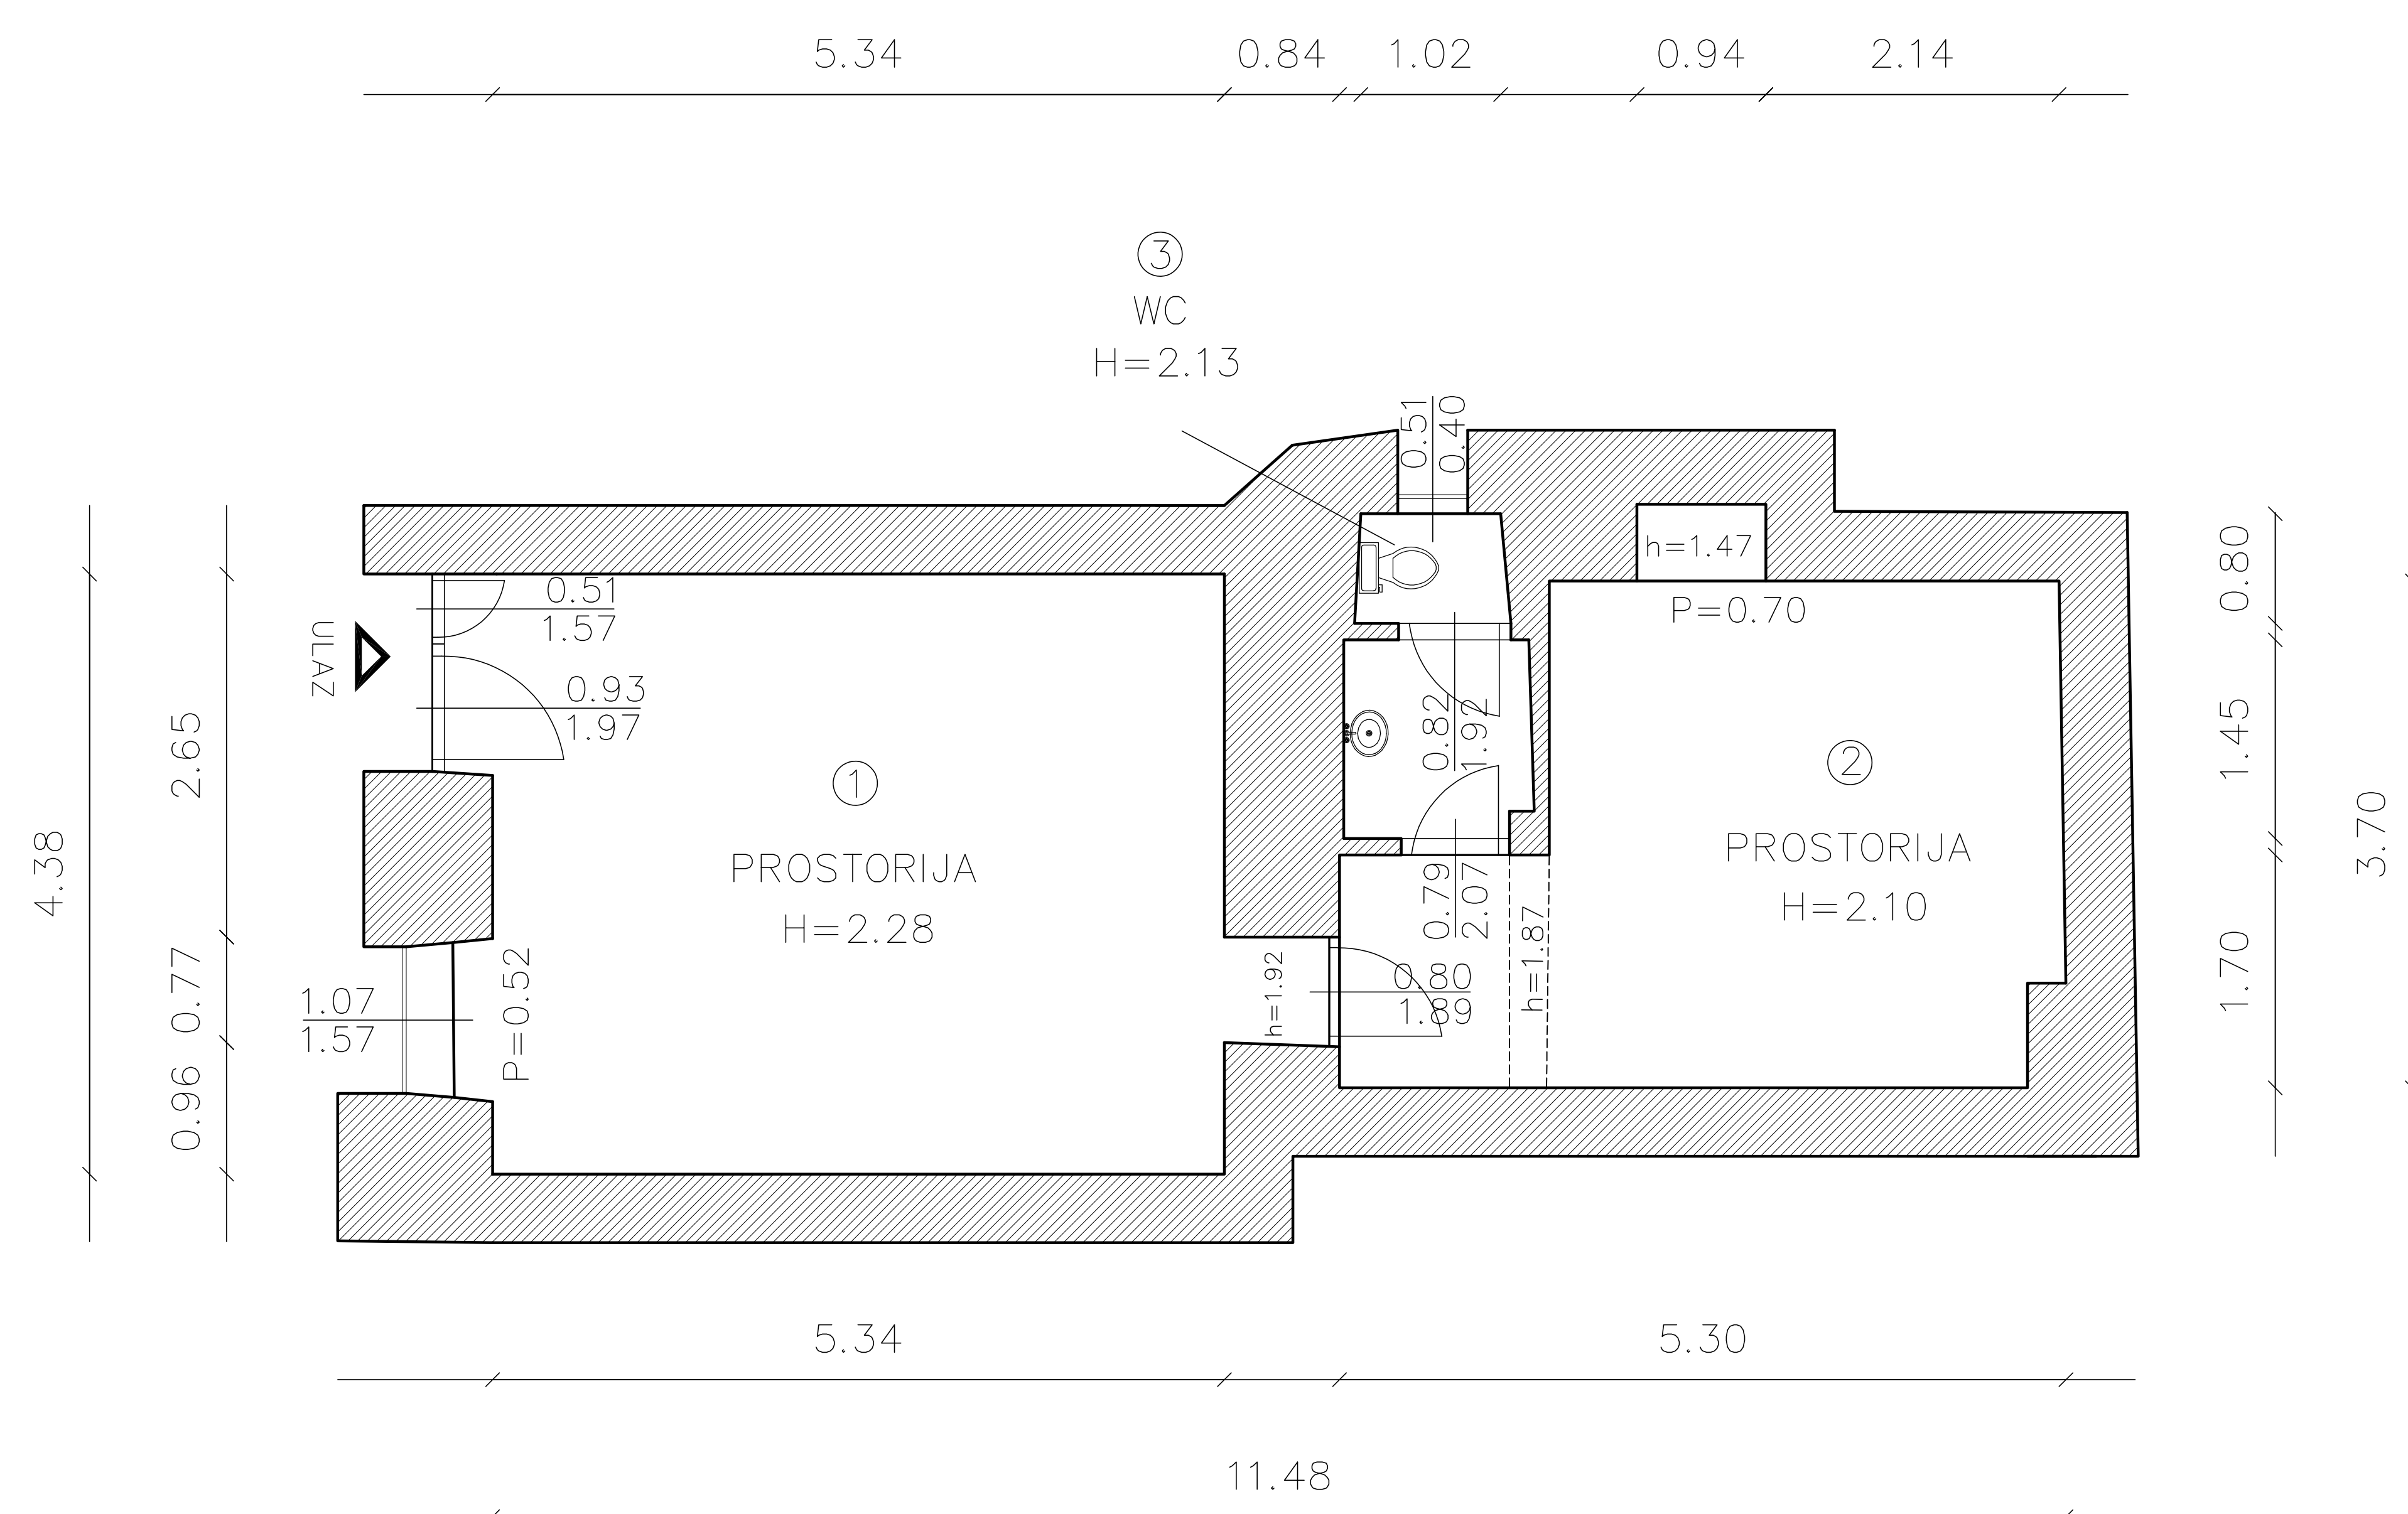 5.34
0.84
1.02
0.94
2.14
3
WC
H=2.13
0.51
0.40
h=1.47
P=0.70
0.51
1.57
ULAZ
0.93
1.97
0.82
1.92
1
PROSTORIJA
H=2.28
2
PROSTORIJA
H=2.10
0.79
2.07
h=1.87
h=1.92
0.80
1.89
1.07
1.57
P=0.52
4.38
2.65
0.77
0.96
0.80
1.45
1.70
3.70
5.34
5.30
11.48